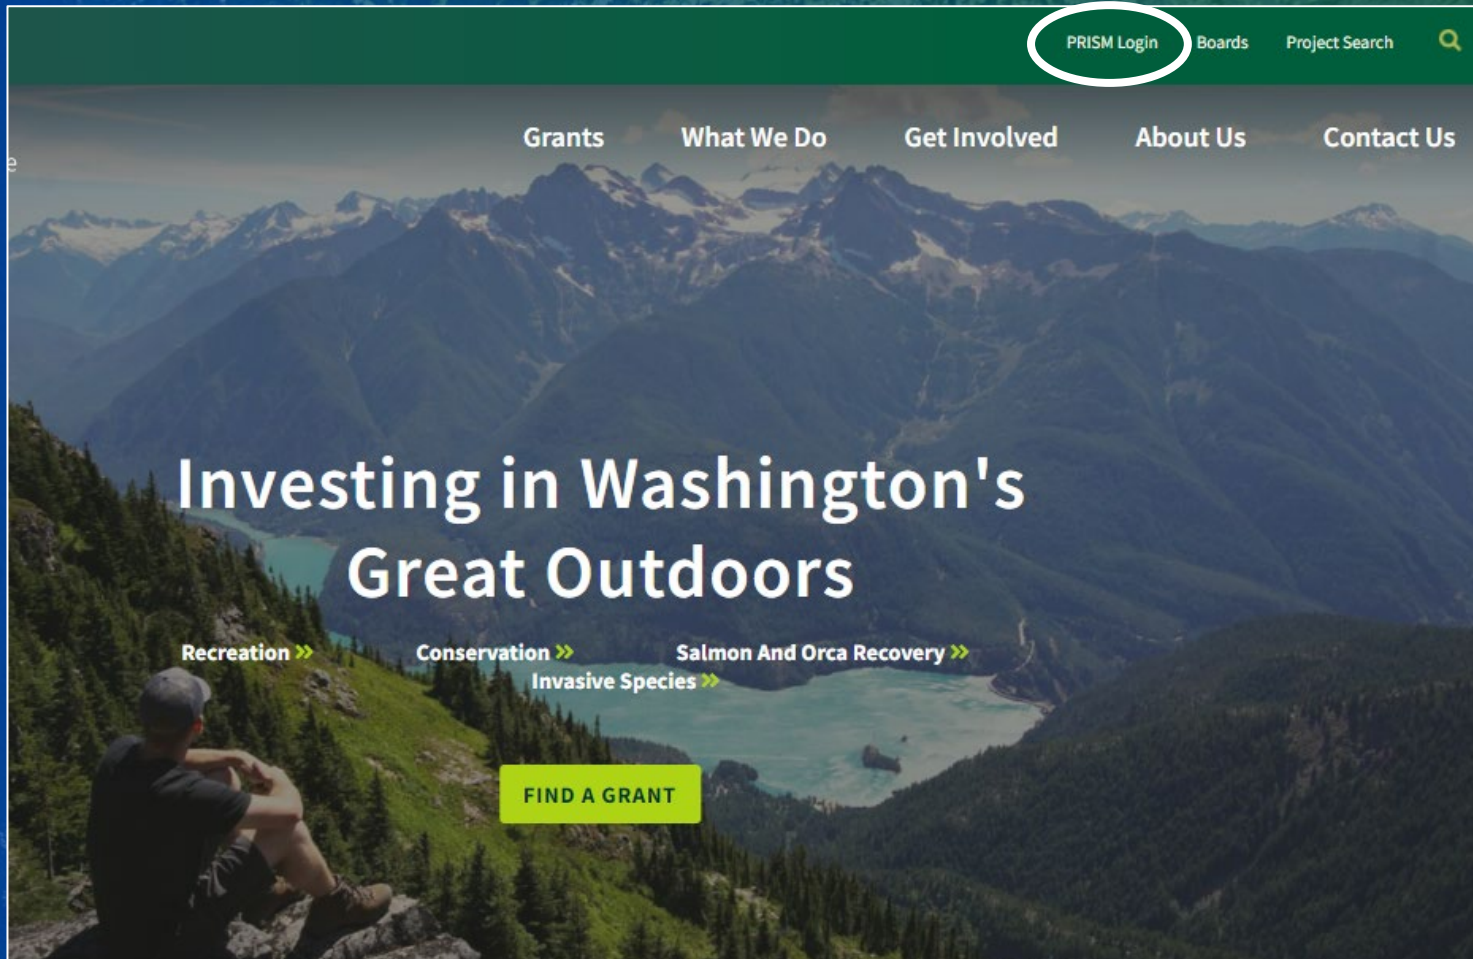 PRISM Login Boards Project Search
Grants What We Do Get Involved About Us Contact Us
e
Investing in Washington's
Great Outdoors
Recreation » Conservation » Salmon And Orca Recovery »
Invasive Species »
FIND A GRANT